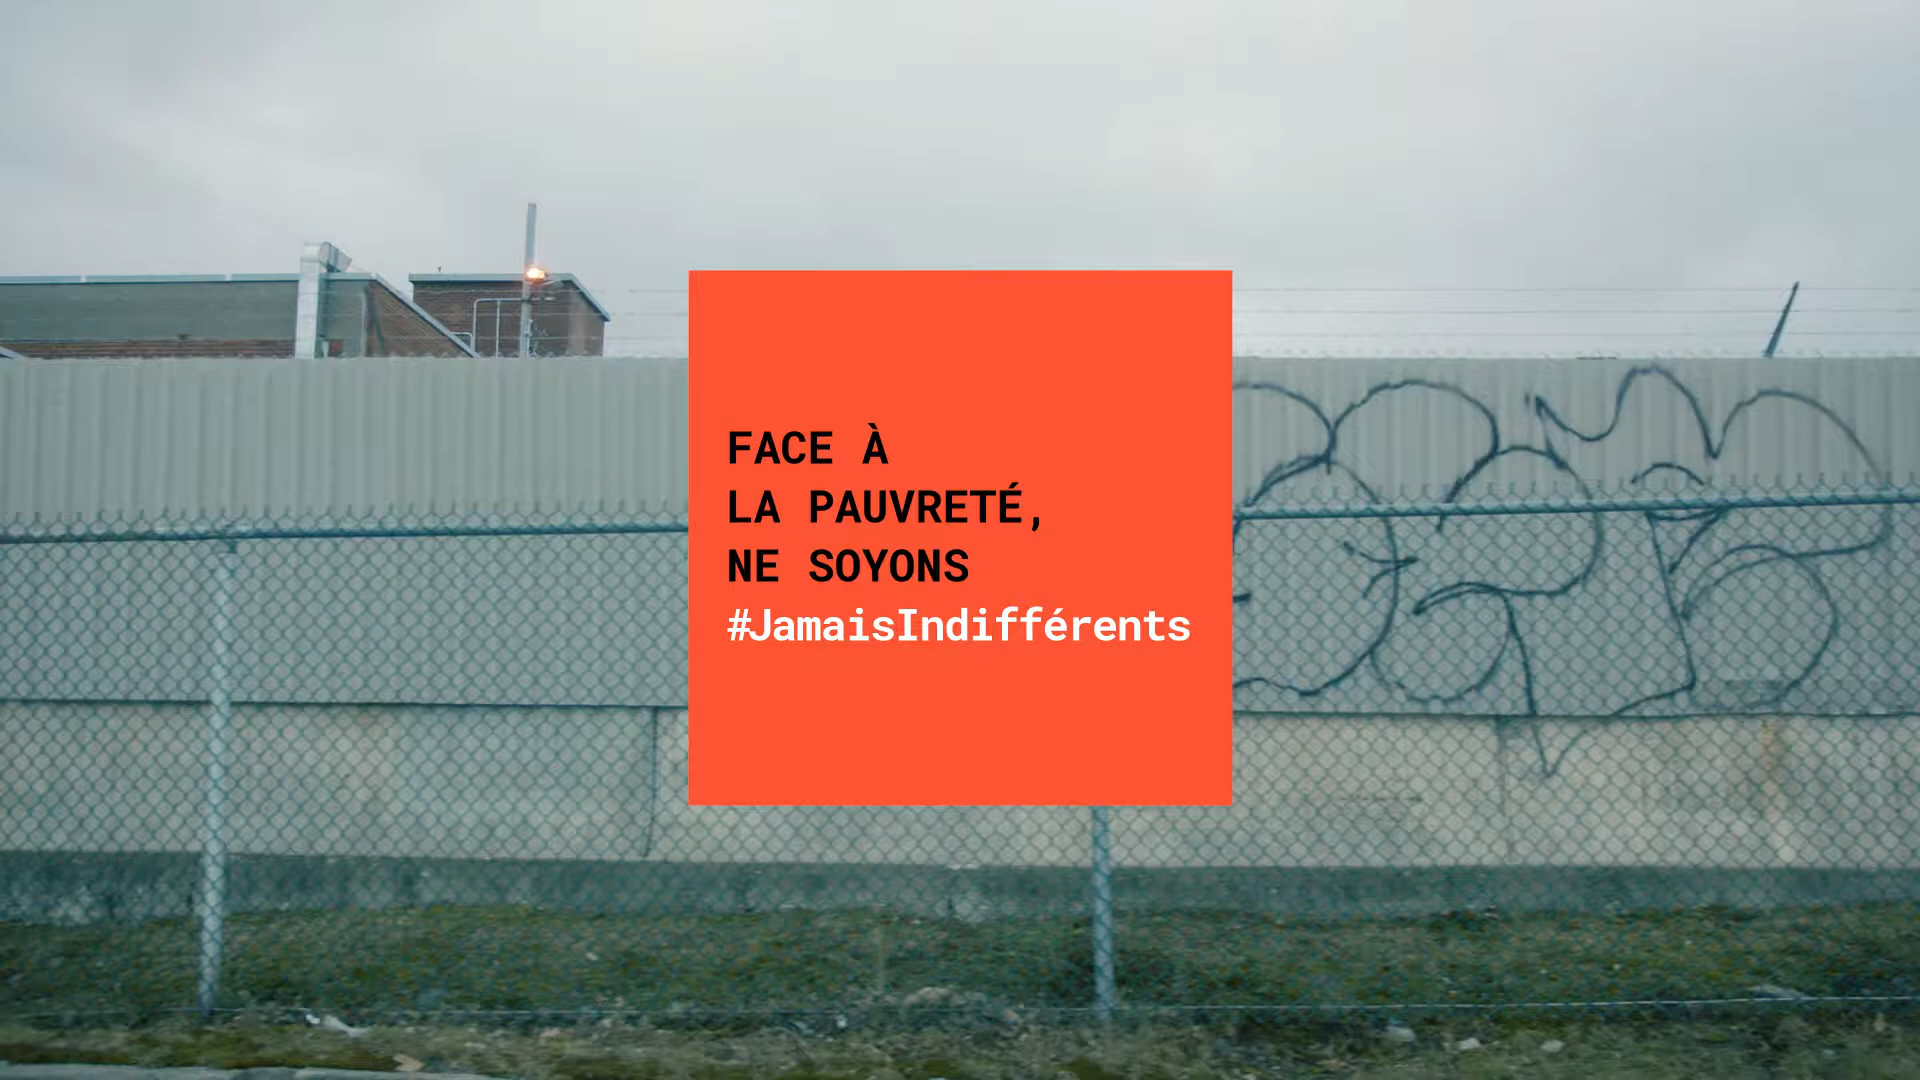 FACE À
LA PAUVRETÉ,
NE SOYONS
#JamaisIndifférents